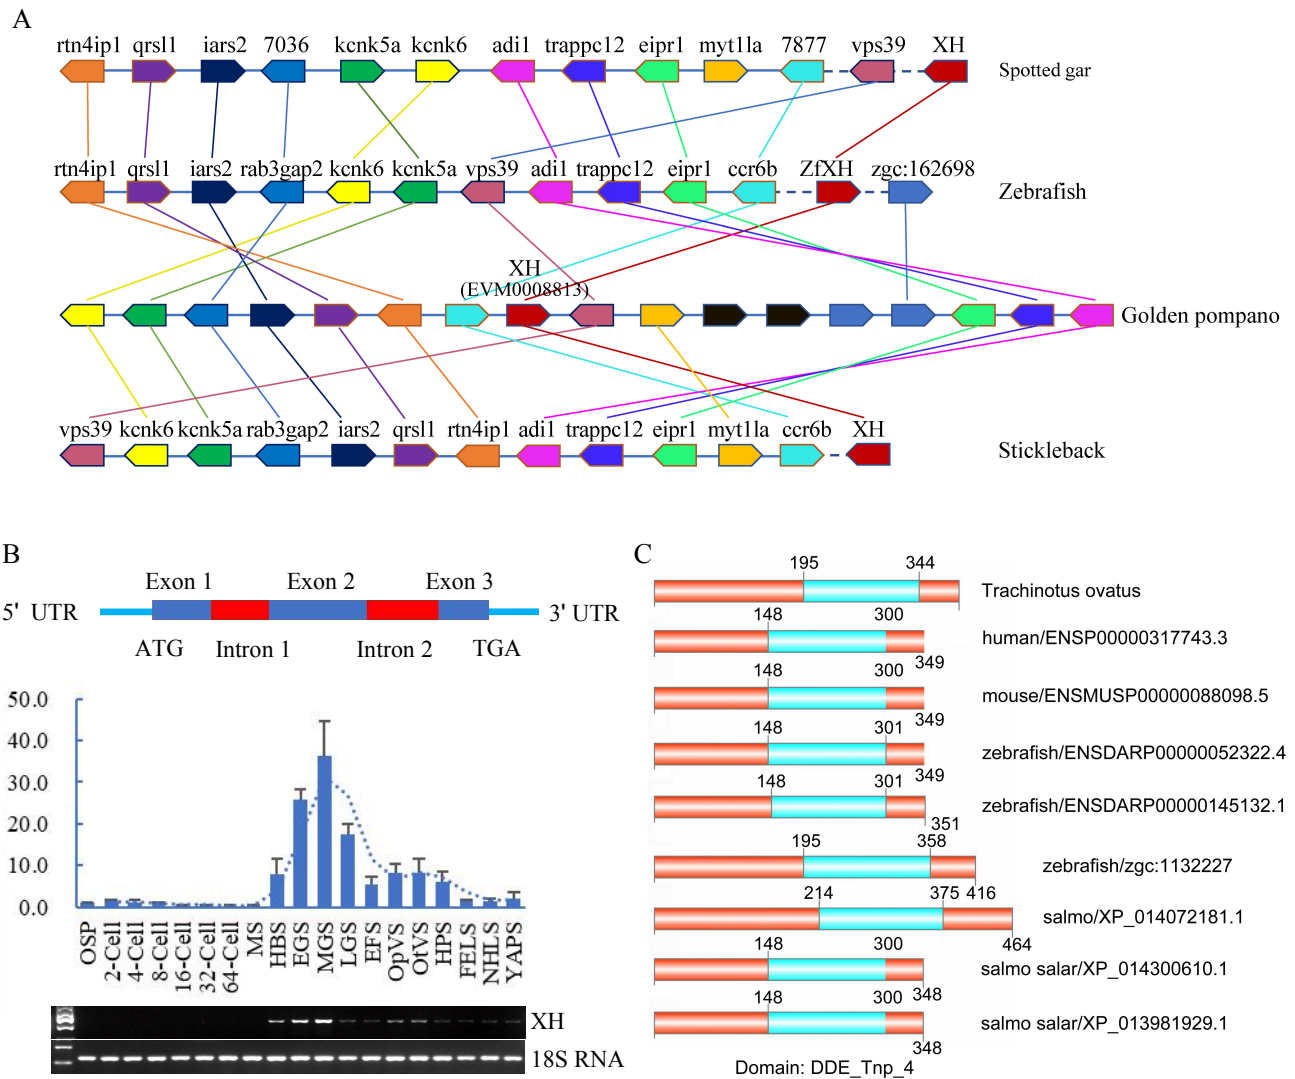 A
rtn4ip1 qrsl1 iars2 7036 kcnk5a kcnk6 adi1 trappc12 eipr1 myt1la 7877 vps39 XH
Spotted gar
rtn4ip1 qrsl1 iars2 rab3gap2 kcnk6 kcnk5a vps39 adi1 trappc12 eipr1 ccr6b ZfXH zgc:162698
Zebrafish
XH
(EVM0008813)
Golden pompano
vps39 kcnk6 kcnk5a rab3gap2 iars2 qrsl1 rtn4ip1 adi1 trappc12 eipr1 myt1la ccr6b XH
Stickleback
B
Exon 1 Exon 2 Exon 3
5' UTR 3' UTR
ATG Intron 1 Intron 2 TGA
50.0
40.0
30.0
20.0
10.0
0.0
OSP 2-Cell 4-Cell 8-Cell 16-Cell 32-Cell 64-Cell MS HBS EGS MGS LGS EFS OpVS OtVS HPS FELS NHLS YAPS
XH
18S RNA
C
195 344
Trachinotus ovatus
148 300
human/ENSP00000317743.3
349
148 300
mouse/ENSMUSP00000088098.5
349
148 301
zebrafish/ENSDARP00000052322.4
349
148 301
zebrafish/ENSDARP00000145132.1
351
195 358
zebrafish/zgc:1132227
416
214 375
salmo/XP_014072181.1
464
148 300
salmo salar/XP_014300610.1
348
148 300
salmo salar/XP_013981929.1
348
Domain: DDE_Tnp_4